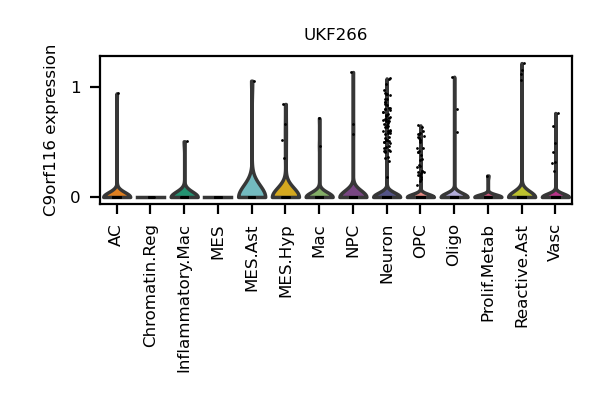 UKF266
C9orf116 expression
1
0
AC
Chromatin.Reg
Inflammatory.Mac
MES
MES.Ast
MES.Hyp
Mac
NPC
Neuron
OPC
Oligo
Prolif.Metab
Reactive.Ast
Vasc